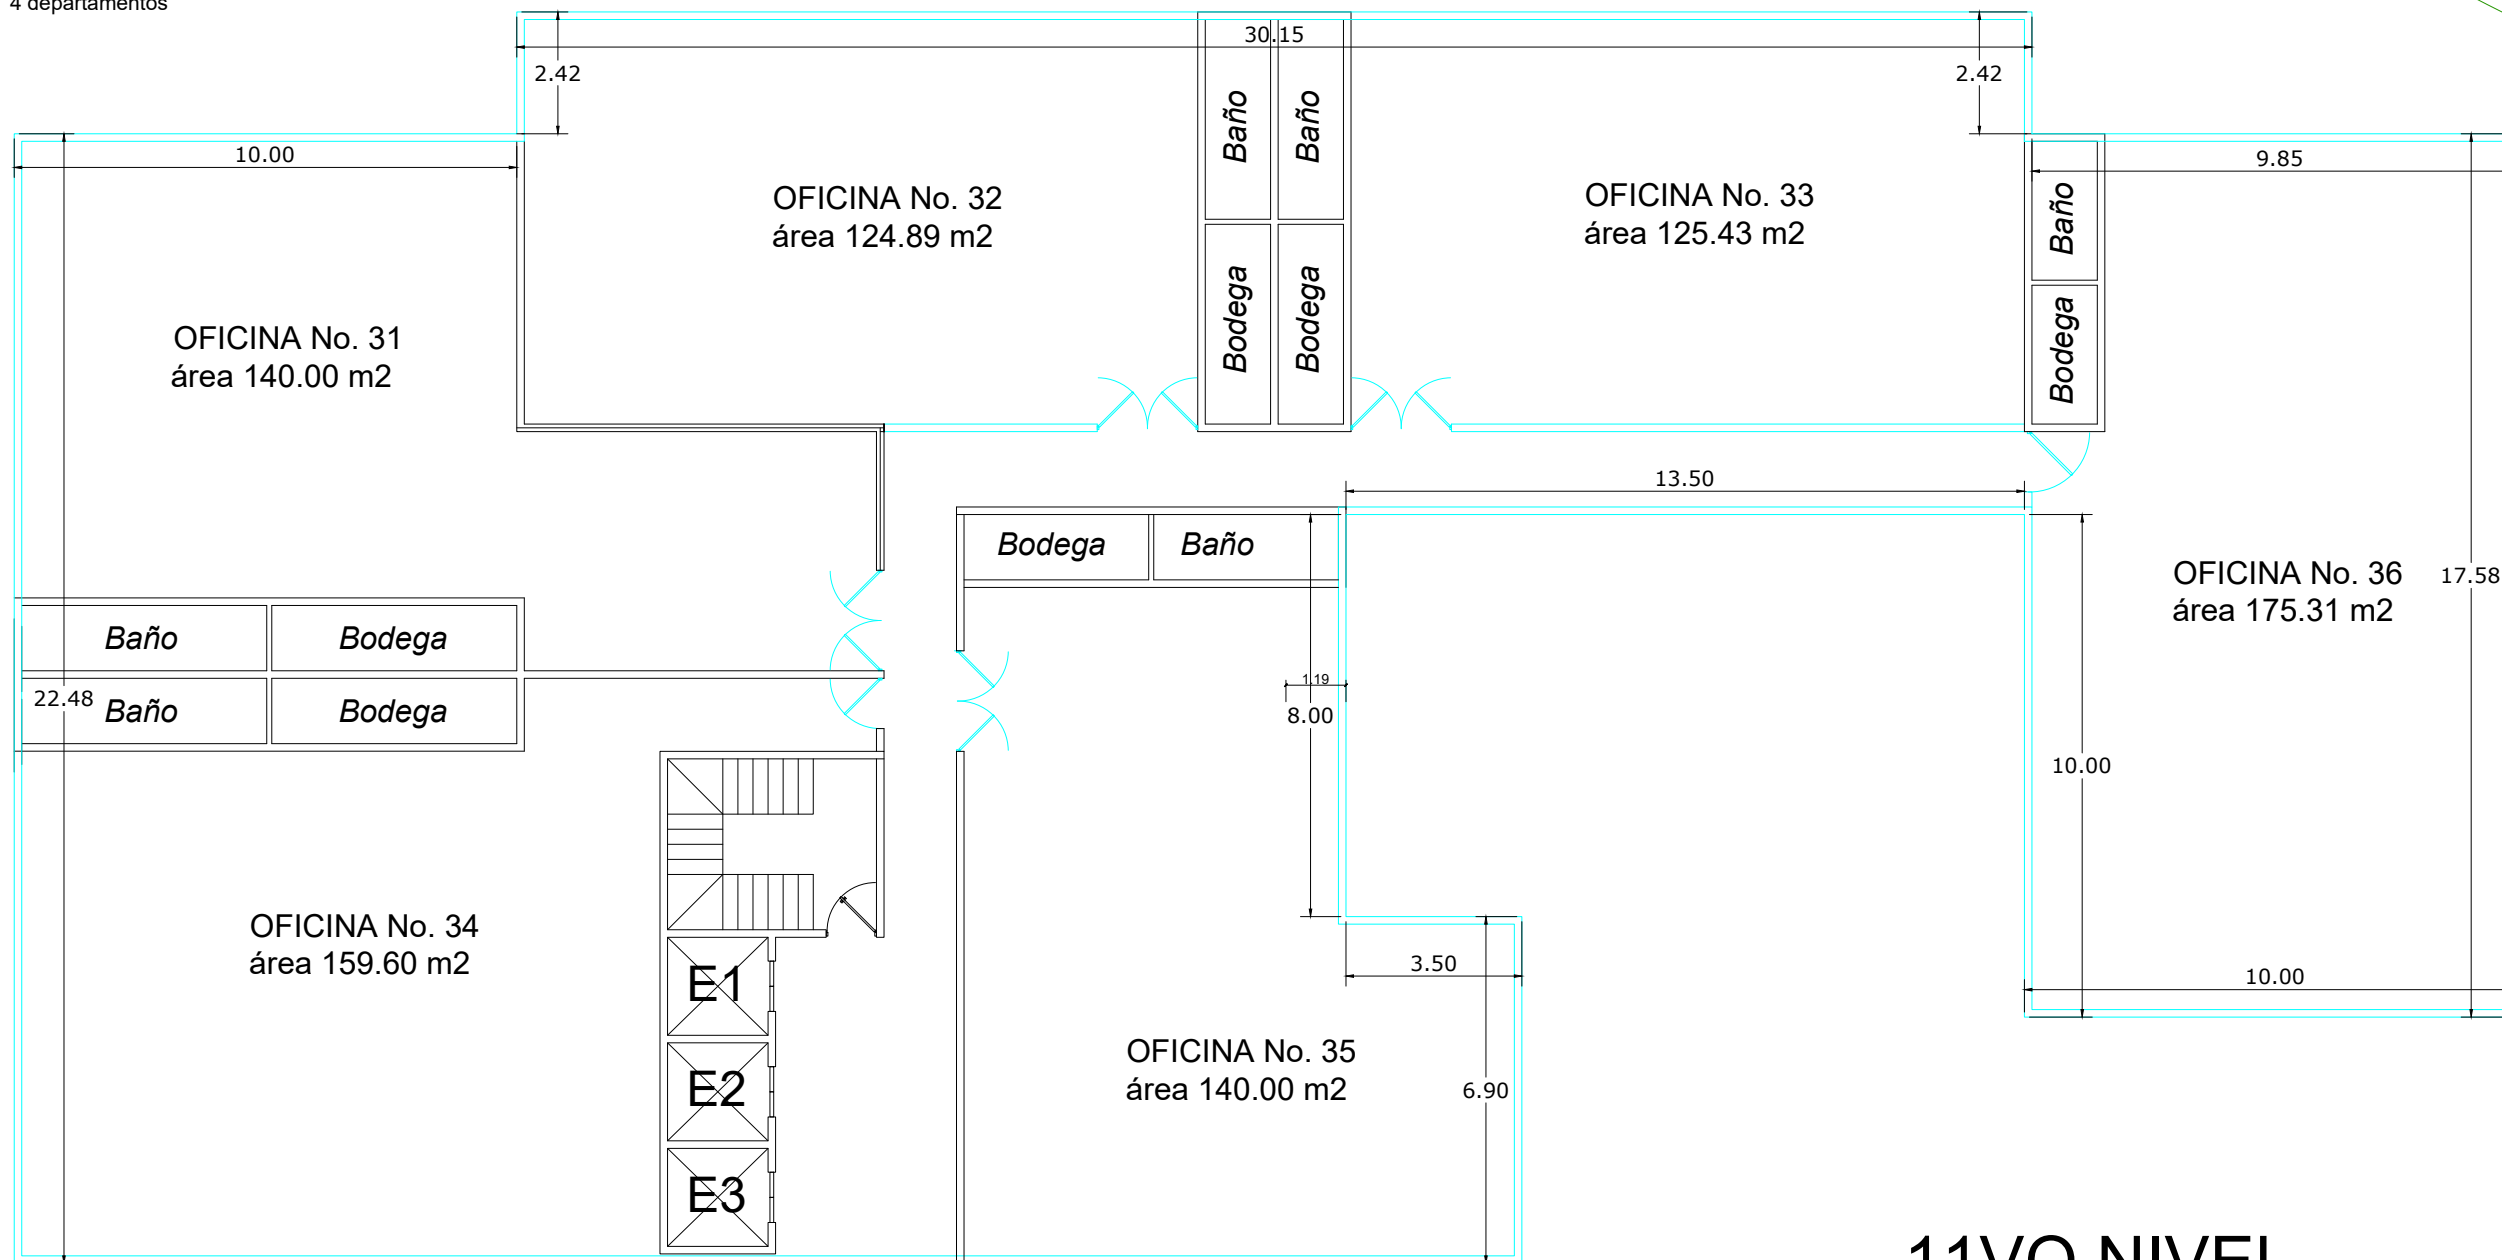 4 departamentos
30.15
2.42
2.42
10.00
9.85
Baño
Baño
OFICINA No. 32
área 124.89 m2
OFICINA No. 33
área 125.43 m2
Baño
Bodega
Bodega
Bodega
OFICINA No. 31
área 140.00 m2
13.50
Bodega
Baño
OFICINA No. 36
área 175.31 m2
17.58
Baño
Bodega
22.48
Baño
Bodega
1.19
8.00
10.00
OFICINA No. 34
área 159.60 m2
E1
3.50
10.00
OFICINA No. 35
área 140.00 m2
E2
6.90
E3
11VO NIVEL